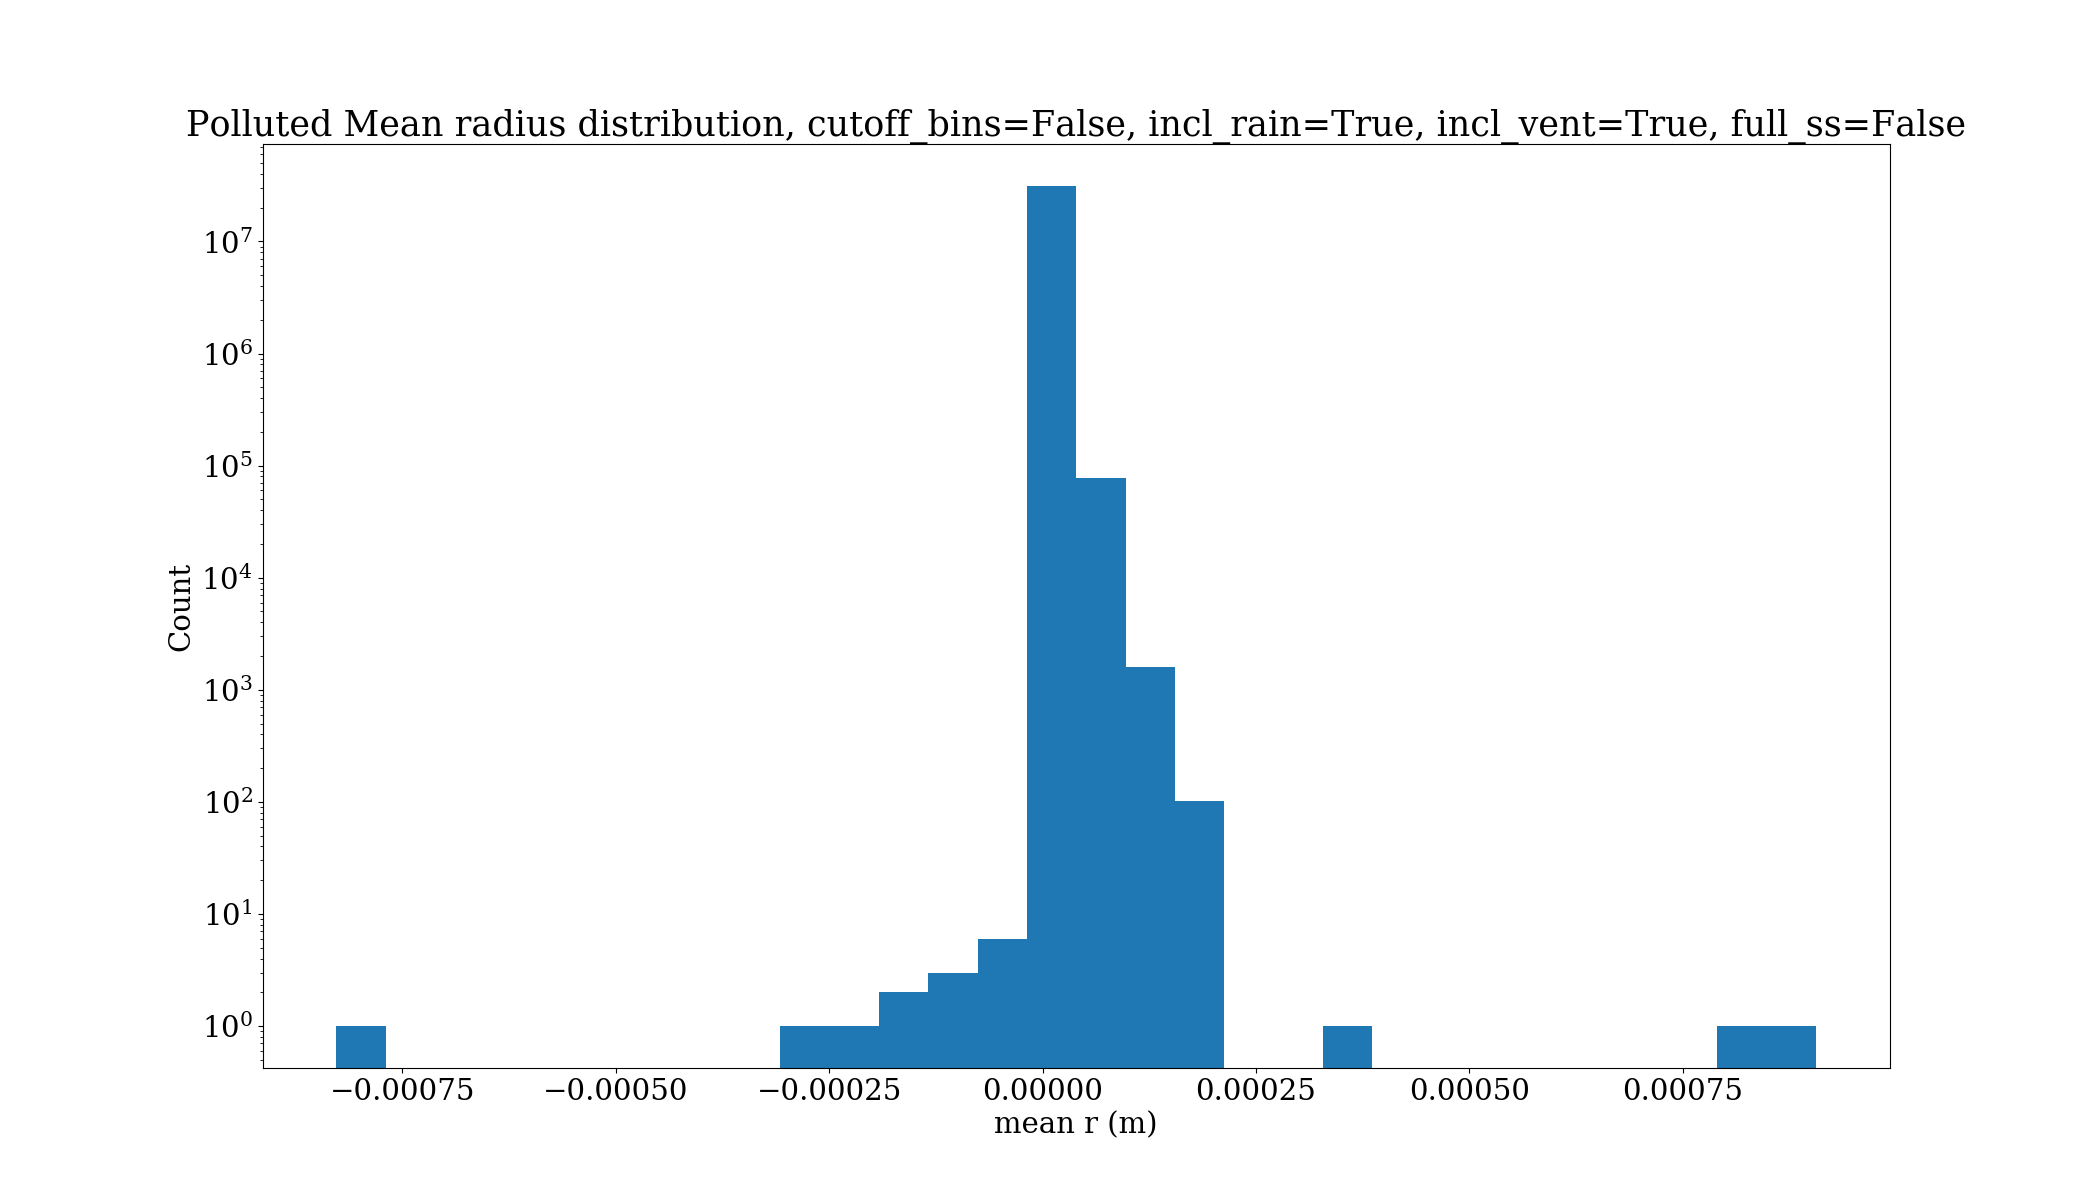 Polluted Mean radius distribution, cutoff_bins=False, incl_rain=True, incl_vent=True, full_ss=False
10⁷
10⁶
10⁵
10⁴
10³
10²
10¹
10⁰
Count
−0.00075 −0.00050 −0.00025 0.00000 0.00025 0.00050 0.00075
mean r (m)